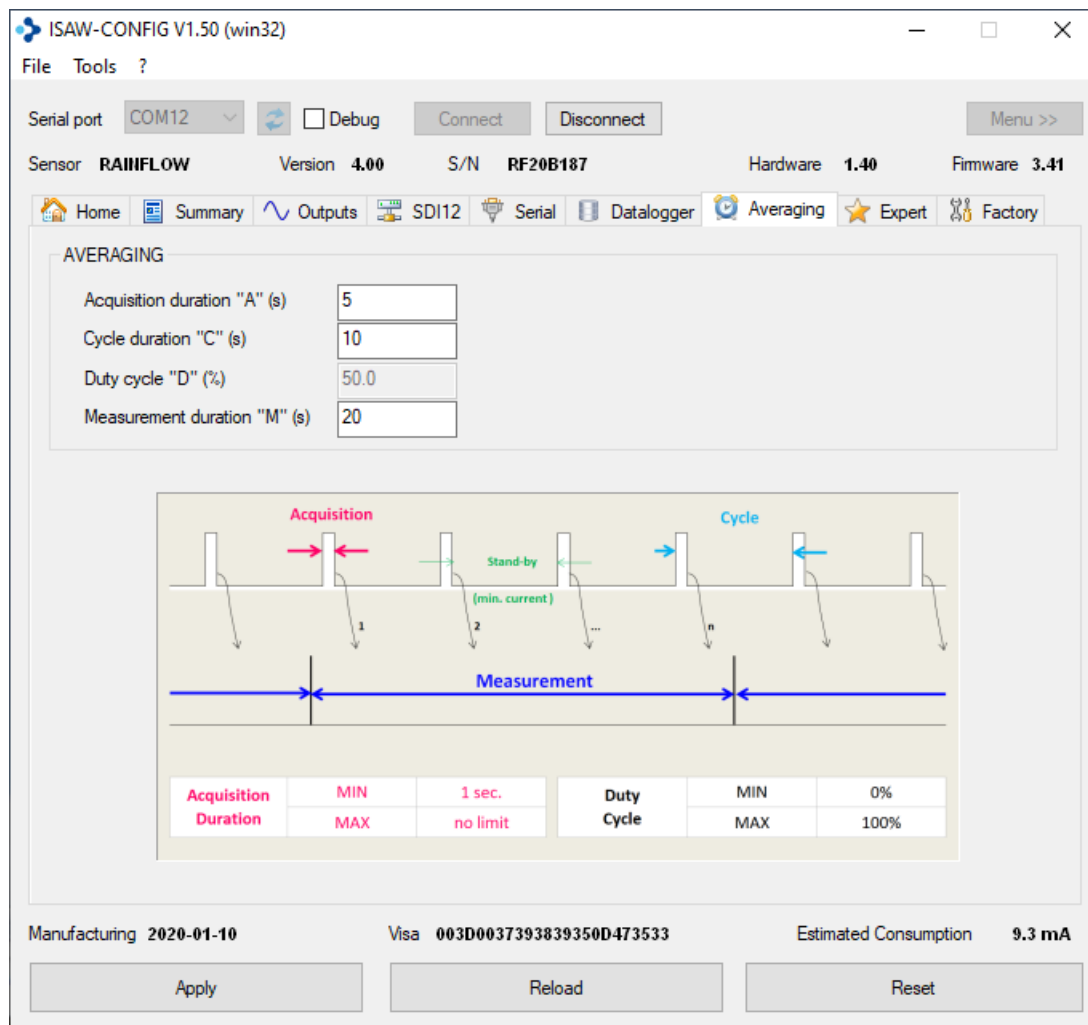 ISAW-CONFIG V1.50 (win32)
File Tools ?
Serial port COM12 Debug Connect Disconnect Menu >>
Sensor RAINFLOW Version 4.00 S/N RF20B187 Hardware 1.40 Firmware 3.41
Home Summary Outputs SDI12 Serial Datalogger Averaging Expert Factory
AVERAGING
Acquisition duration "A" (s) 5
Cycle duration "C" (s) 10
Duty cycle "D" (%) 50.0
Measurement duration "M" (s) 20
Acquisition Cycle
Stand-by
(min. current)
1 2 ... n
Measurement
Acquisition Duration MIN 1 sec. Duty Cycle MIN 0%
MAX no limit MAX 100%
Manufacturing 2020-01-10 Visa 003D0037393839350D473533 Estimated Consumption 9.3 mA
Apply Reload Reset